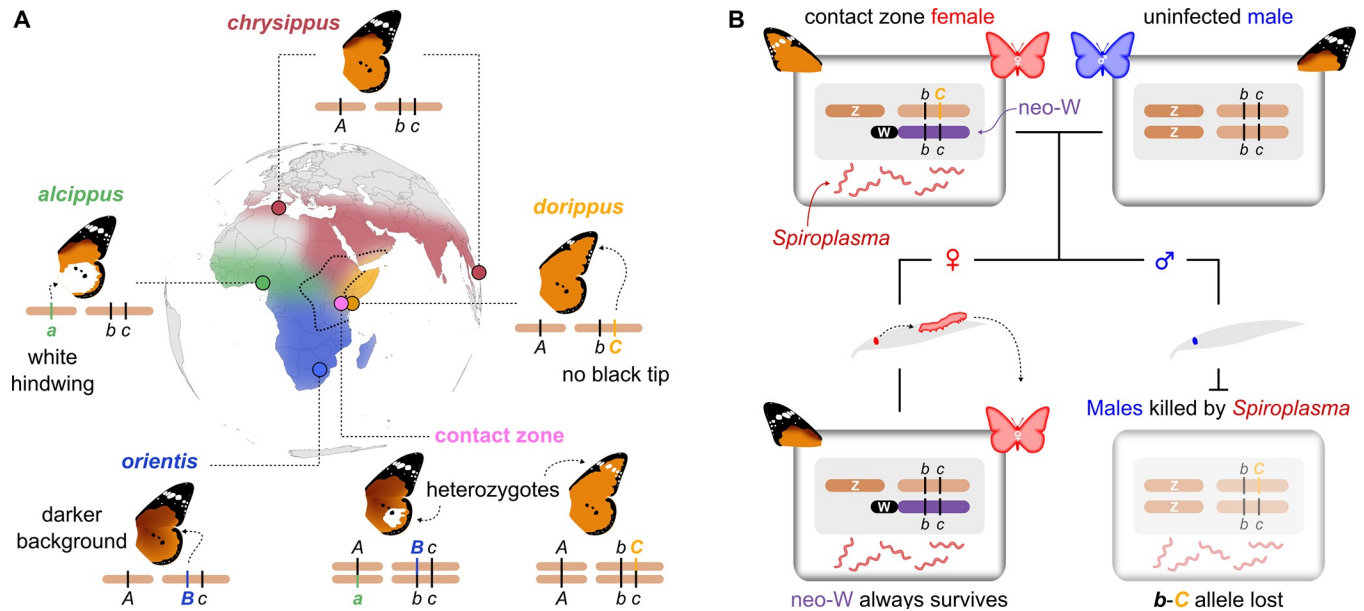 A
chrysippus
A
b c
alcippus
a
b c
white
hindwing
dorippus
A
b C
no black tip
contact zone
orientis
darker
background
A
B c
heterozygotes
A
B c
a
b c
A
b C
A
b c
B
contact zone female
uninfected male
♀
♂
b C
Z
W
b c
neo-W
b c
Z
Z
b c
Spiroplasma
♀
♂
Males killed by Spiroplasma
♀
b c
Z
W
b c
b C
Z
Z
b c
neo-W always survives
b-C allele lost